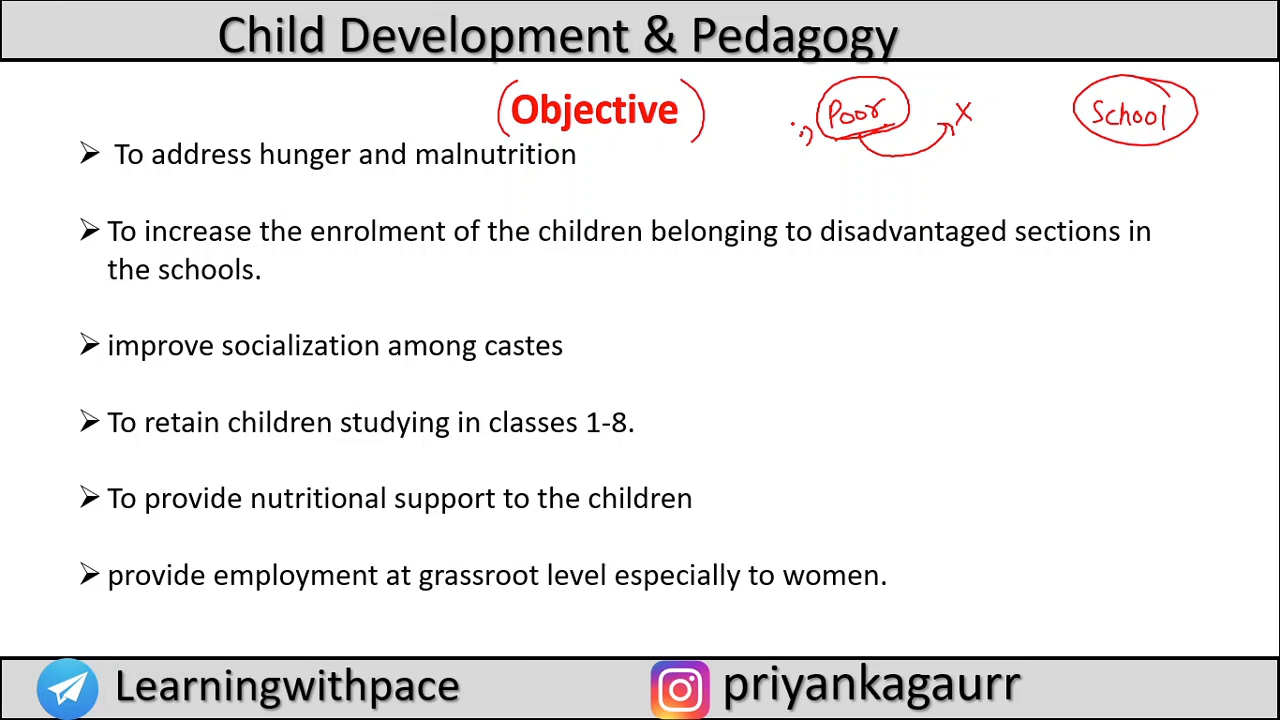 Child Development & Pedagogy
(Objective)
Poor
X
School
➢ To address hunger and malnutrition
➢ To increase the enrolment of the children belonging to disadvantaged sections in
the schools.
➢ improve socialization among castes
➢ To retain children studying in classes 1-8.
➢ To provide nutritional support to the children
➢ provide employment at grassroot level especially to women.
Learningwithpace
priyankagaurr